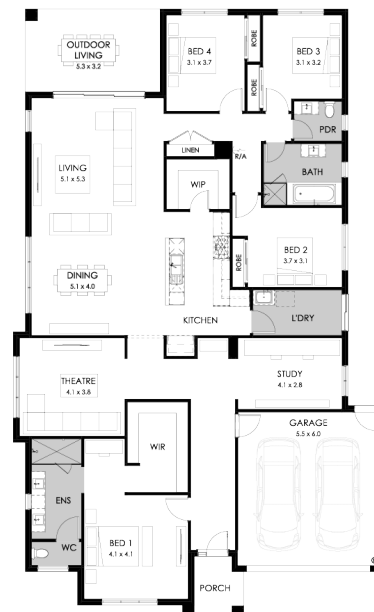 OUTDOOR
LIVING
5.3 x 3.2
BED 4
3.1 x 3.7
ROBE
ROBE
BED 3
3.1 x 3.2
PDR
LINEN
R/A
BATH
LIVING
5.1 x 5.3
WIP
BED 2
3.7 x 3.1
ROBE
DINING
5.1 x 4.0
KITCHEN
L'DRY
THEATRE
4.1 x 3.8
STUDY
4.1 x 2.8
WIR
GARAGE
5.5 x 6.0
ENS
WC
BED 1
4.1 x 4.1
PORCH